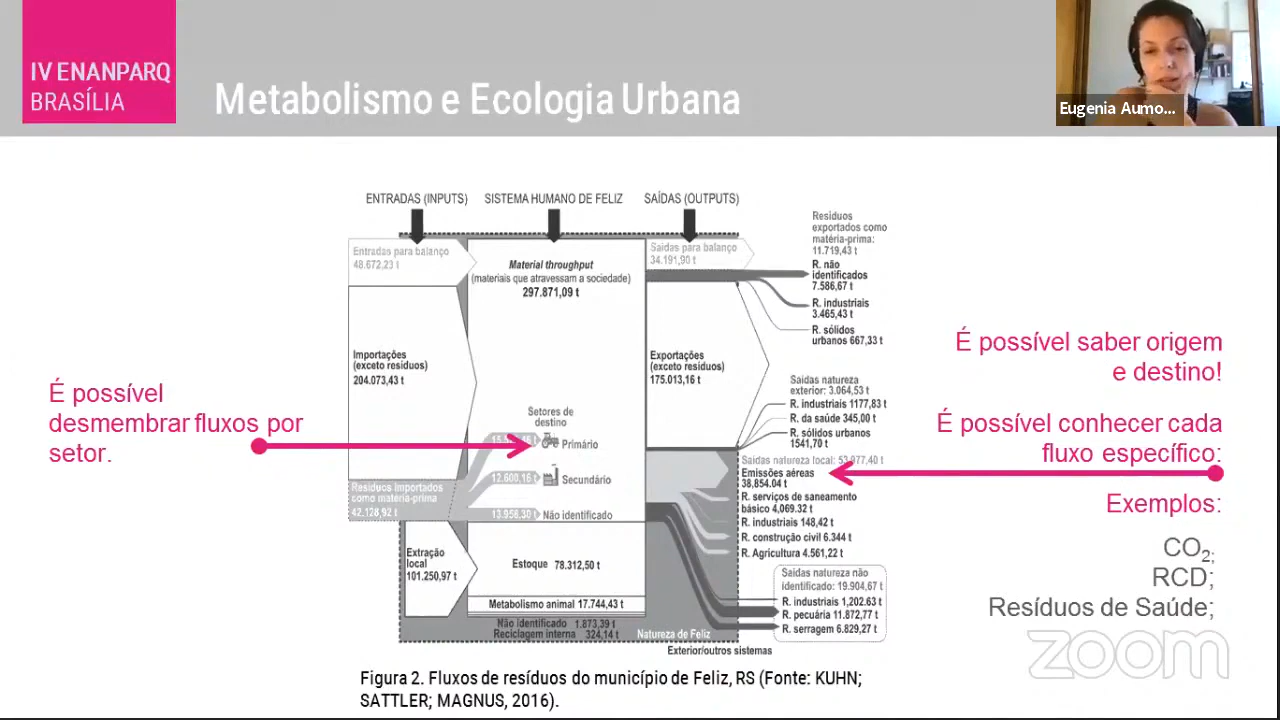 IV ENANPARQ
BRASÍLIA
Metabolismo e Ecologia Urbana
Eugenia Aumo...
ENTRADAS (INPUTS)
SISTEMA HUMANO DE FELIZ
SAÍDAS (OUTPUTS)
Entradas para balanço
48.672,23 t
Material throughput
(materiais que atravessam a sociedade)
297.871,09 t
Saídas para balanço
34.191,90 t
Resíduos
exportados como
matéria-prima:
11.719,43 t
R. não
identificados
7.586,67 t
R. industriais
3.465,43 t
R. sólidos
urbanos 667,33 t
Importações
(exceto resíduos)
204.073,43 t
Exportações
(exceto resíduos)
175.013,16 t
Saídas natureza
exterior: 3.064,53 t
R. industriais 1177,83 t
R. da saúde 345,00 t
R. sólidos urbanos
1541,70 t
Setores de
destino
Primário
12.600,16 t
Secundário
13.958,30 t
Não identificado
Resíduos Importados
como matéria-prima
42.128,92 t
Saídas natureza local: 53.977,40 t
Emissões aéreas
38,854.04 t
R. serviços de saneamento
básico 4,069.32 t
R. industriais 148,42 t
R. construção civil 6.344 t
R. Agricultura 4.561,22 t
Extração
local
101.250,97 t
Estoque 78.312,50 t
Metabolismo animal 17.744,43 t
Não identificado 1.873,39 t
Reciclagem interna 324,14 t
Natureza de Feliz
Exterior/outros sistemas
Saídas natureza não
identificado: 19.904,67 t
R. industriais 1,202.63 t
R. pecuária 11.872,77 t
R. serragem 6.829,27 t
É possível
desmembrar fluxos por
setor.
É possível saber origem
e destino!
É possível conhecer cada
fluxo específico:
Exemplos:
CO2;
RCD;
Resíduos de Saúde;
zoom
Figura 2. Fluxos de resíduos do município de Feliz, RS (Fonte: KUHN;
SATTLER; MAGNUS, 2016).